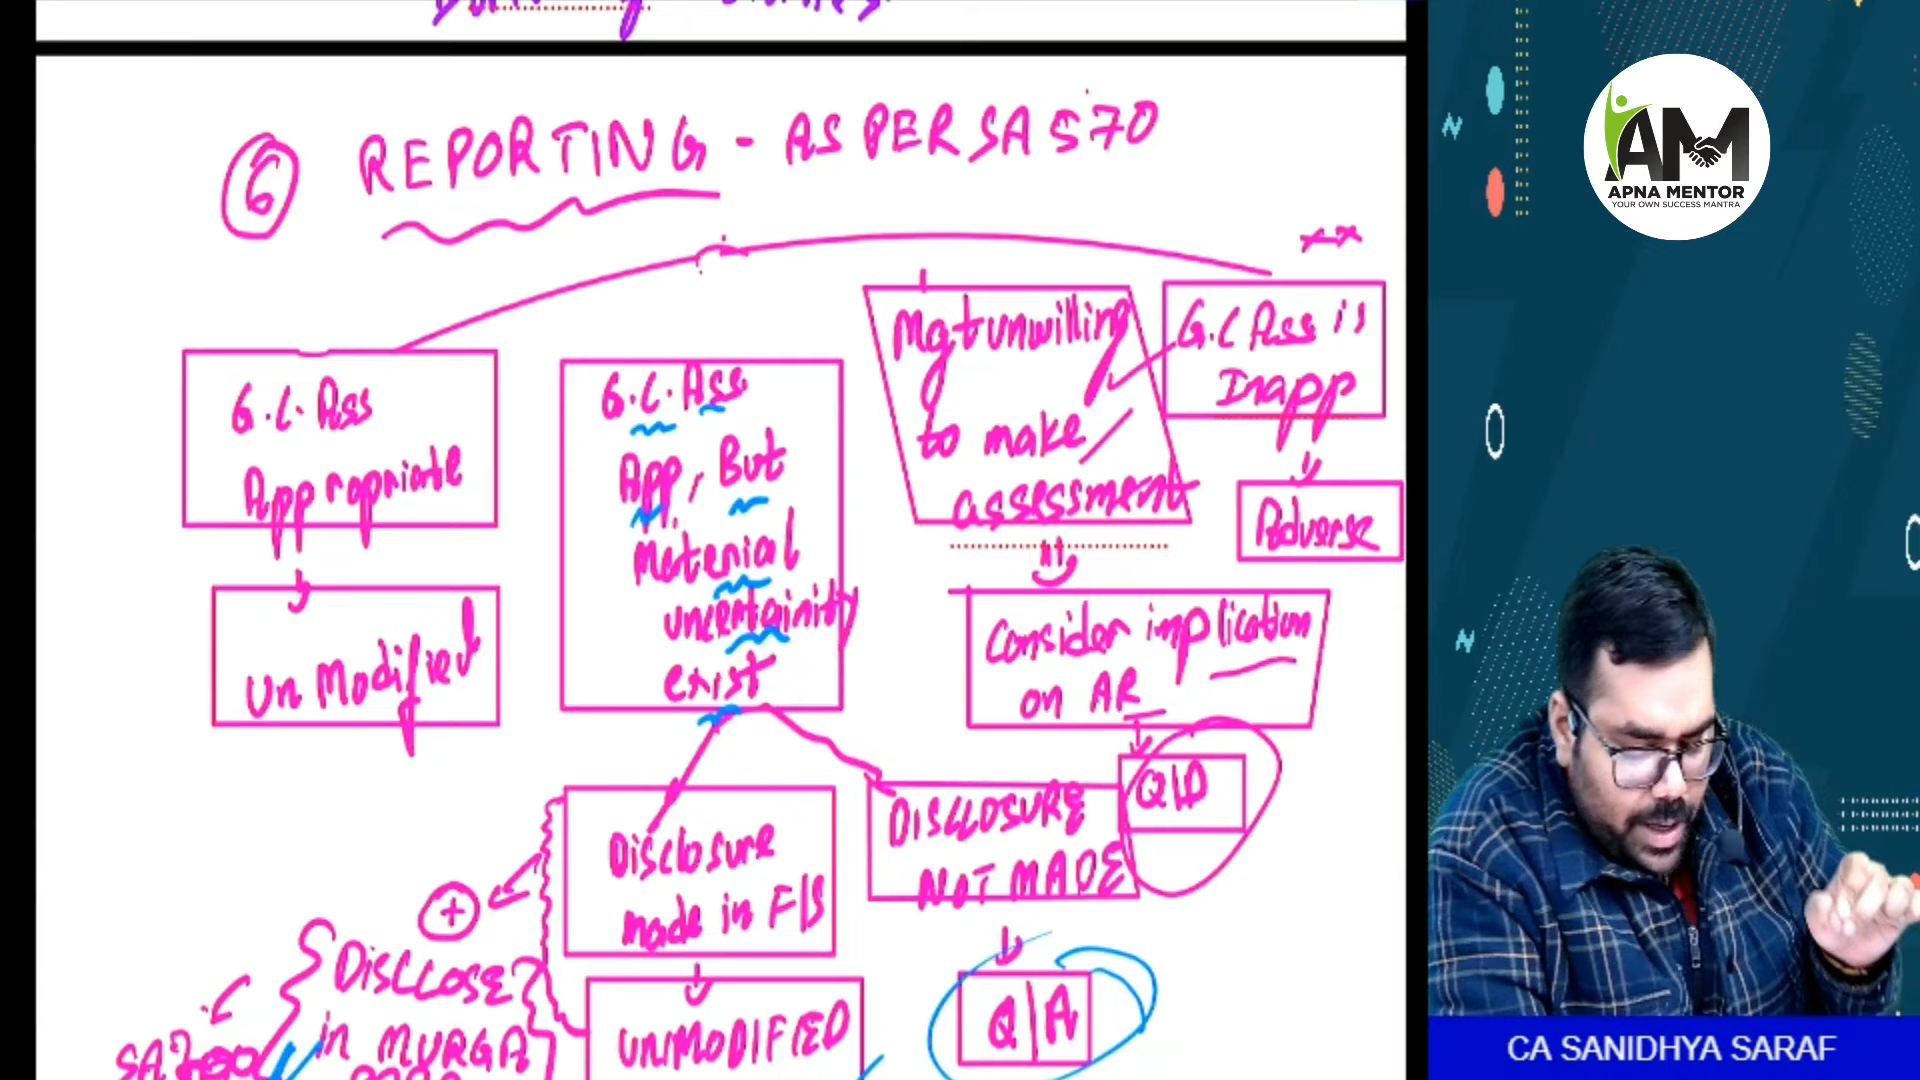 6 REPORTING - AS PER SA 570
G.C. Ass
Appropriate
Un Modified
G.C. Ass
App, But
Material
uncertainity
exist
Mgt unwilling
to make
assessment
G.C Ass is
Inapp
Adverse
Consider implication
on AR
Q|D
Disclosure
made in F/S
DISCLOSURE
NOT MADE
UNMODIFIED
Q|A
+
DISCLOSE
in MURGA
AM
APNA MENTOR
YOUR OWN SUCCESS MANTRA
CA SANIDHYA SARAF